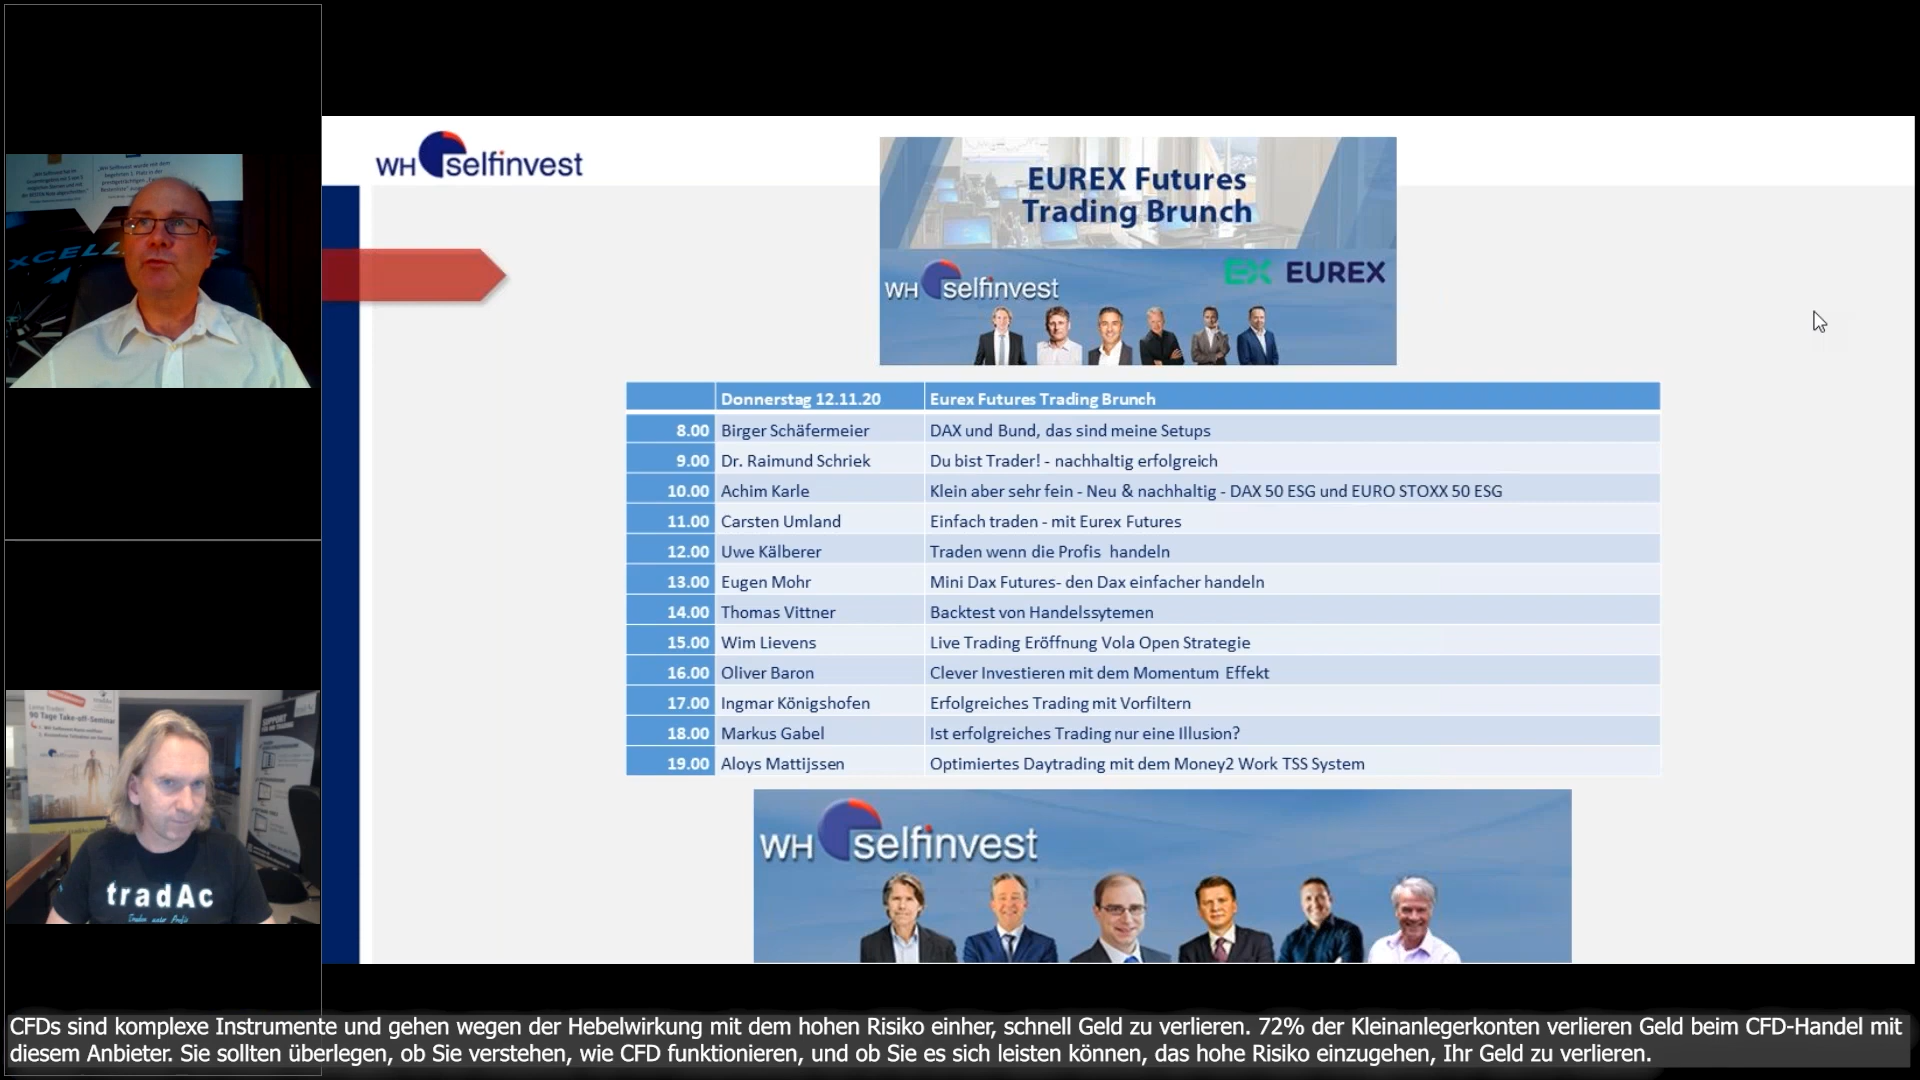 WH selfinvest
EUREX Futures
Trading Brunch
WH selfinvest
EX EUREX
Donnerstag 12.11.20 Eurex Futures Trading Brunch
8.00 Birger Schäfermeier DAX und Bund, das sind meine Setups
9.00 Dr. Raimund Schriek Du bist Trader! - nachhaltig erfolgreich
10.00 Achim Karle Klein aber sehr fein - Neu & nachhaltig - DAX 50 ESG und EURO STOXX 50 ESG
11.00 Carsten Umland Einfach traden - mit Eurex Futures
12.00 Uwe Kälberer Traden wenn die Profis handeln
13.00 Eugen Mohr Mini Dax Futures- den Dax einfacher handeln
14.00 Thomas Vittner Backtest von Handelssytemen
15.00 Wim Lievens Live Trading Eröffnung Vola Open Strategie
16.00 Oliver Baron Clever Investieren mit dem Momentum Effekt
17.00 Ingmar Königshofen Erfolgreiches Trading mit Vorfiltern
18.00 Markus Gabel Ist erfolgreiches Trading nur eine Illusion?
19.00 Aloys Mattijssen Optimiertes Daytrading mit dem Money2 Work TSS System
WH selfinvest
XCELL
90 Tage Take-off-Seminar
tradAc
CFDs sind komplexe Instrumente und gehen wegen der Hebelwirkung mit dem hohen Risiko einher, schnell Geld zu verlieren. 72% der Kleinanlegerkonten verlieren Geld beim CFD-Handel mit
diesem Anbieter. Sie sollten überlegen, ob Sie verstehen, wie CFD funktionieren, und ob Sie es sich leisten können, das hohe Risiko einzugehen, Ihr Geld zu verlieren.